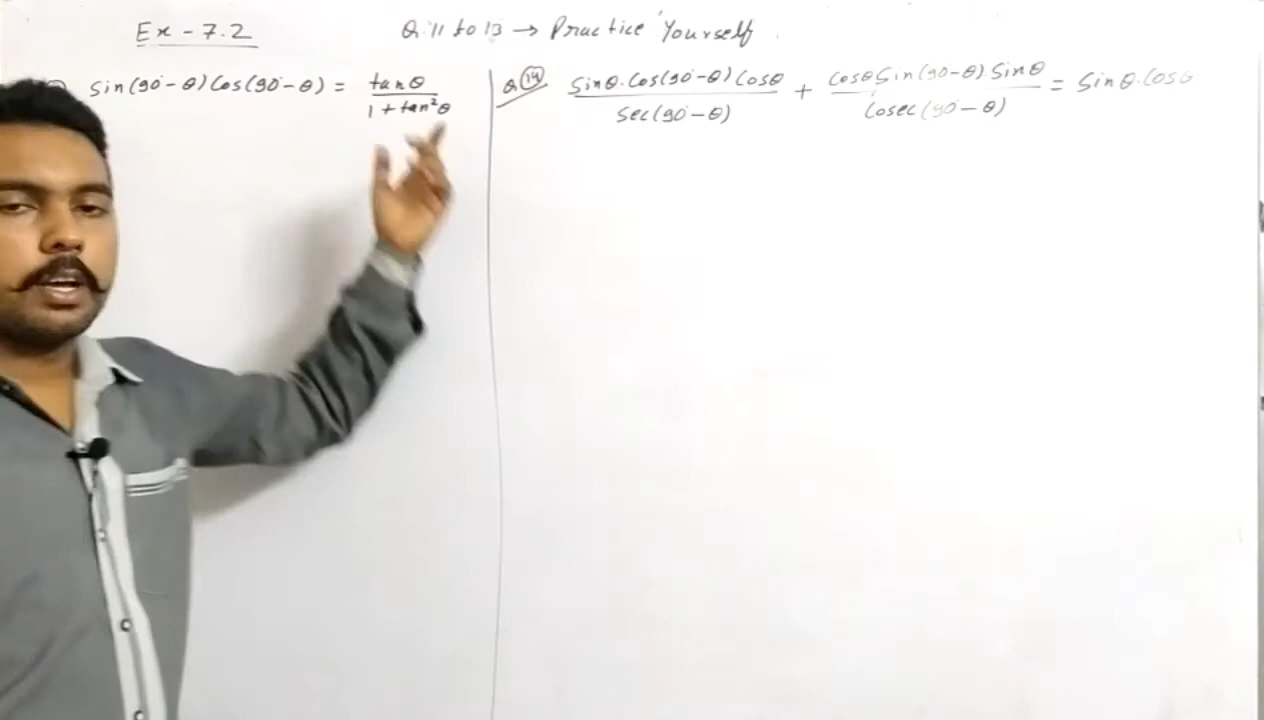 Ex - 7.2
Q. 11 to 13 → Practice Yourself.
sin(90°-θ) cos(90°-θ) = tanθ / 1 + tan²θ
Q. 14 sinθ. cos(90°-θ) cosθ / sec(90°-θ) + cosθ sin(90-θ). sinθ / cosec(90°-θ) = sinθ. cosθ